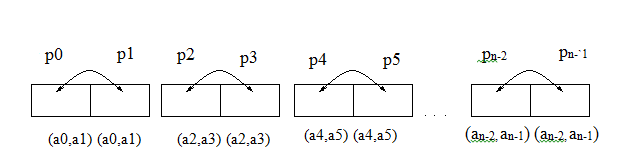 p0 p1 p2 p3 p4 p5 pn-2 pn-1
. . .
(a0,a1) (a0,a1) (a2,a3) (a2,a3) (a4,a5) (a4,a5) (an-2,an-1) (an-2,an-1)